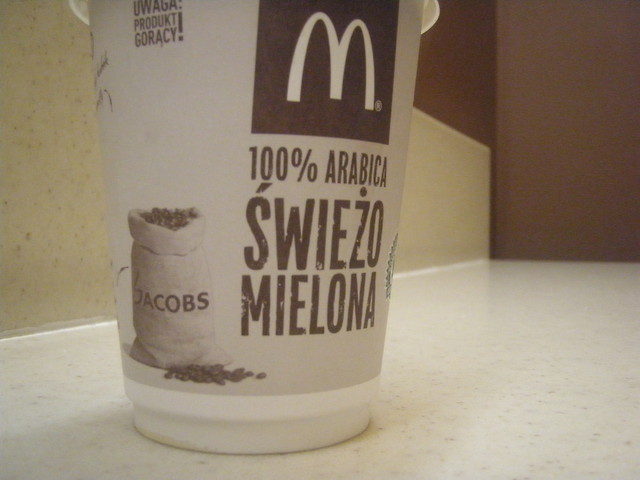 UWAGA!
PRODUKT
GORĄCY!
M®
100% ARABICA
ŚWIEŻO
MIELONA
JACOBS